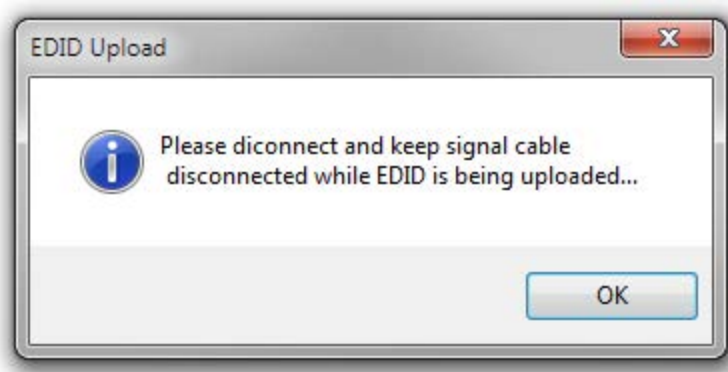 EDID Upload
Please diconnect and keep signal cable
disconnected while EDID is being uploaded...
OK